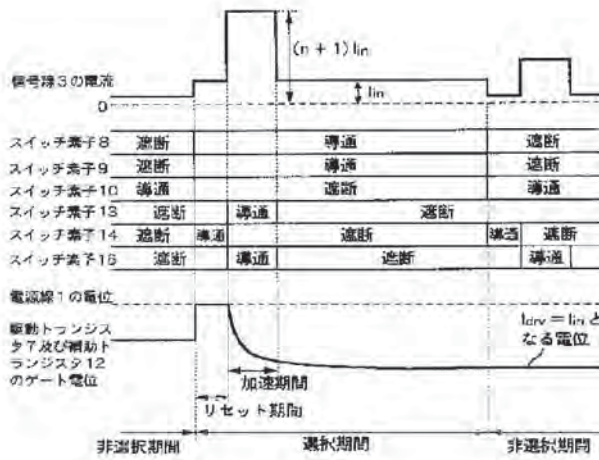 (n + 1) Iin
信号線3の電流
Iin
0
スイッチ素子8 遮断 導通 遮断
スイッチ素子9 遮断 導通 遮断
スイッチ素子10 導通 遮断 導通
スイッチ素子13 遮断 導通 遮断
スイッチ素子14 遮断 導通 遮断 導通 遮断
スイッチ素子16 遮断 導通 遮断 導通
電源線1の電位
駆動トランジス
タ7及び補助ト
ランジスタ12
のゲート電位
Idrv = Iin と
なる電位
加速期間
リセット期間
非選択期間 選択期間 非選択期間